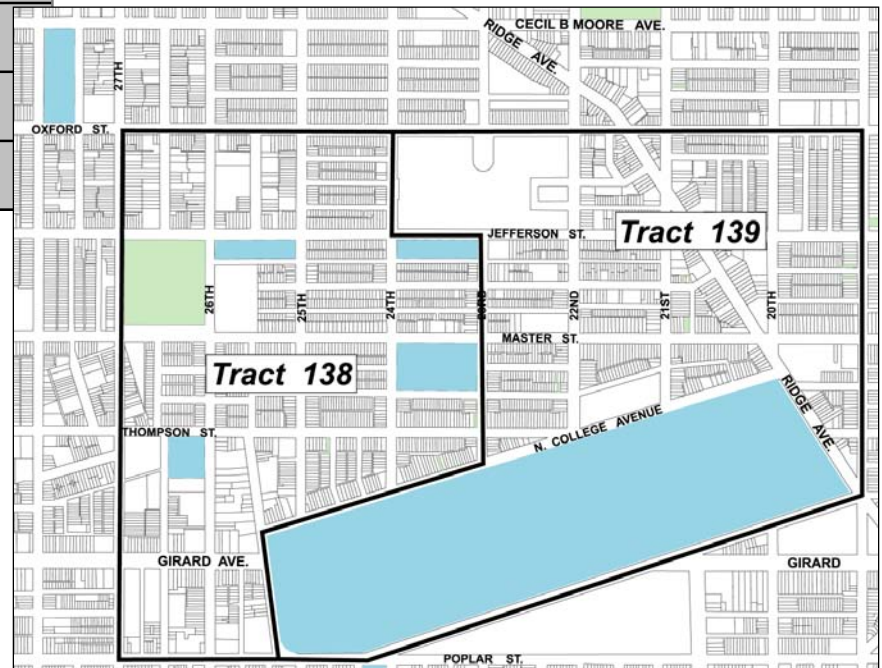 CECIL B MOORE AVE.
RIDGE AVE.
27TH
OXFORD ST.
JEFFERSON ST.
Tract 139
26TH
25TH
24TH
23RD
22ND
21ST
20TH
MASTER ST.
Tract 138
RIDGE AVE.
N. COLLEGE AVENUE
THOMPSON ST.
GIRARD AVE.
GIRARD
POPLAR ST.